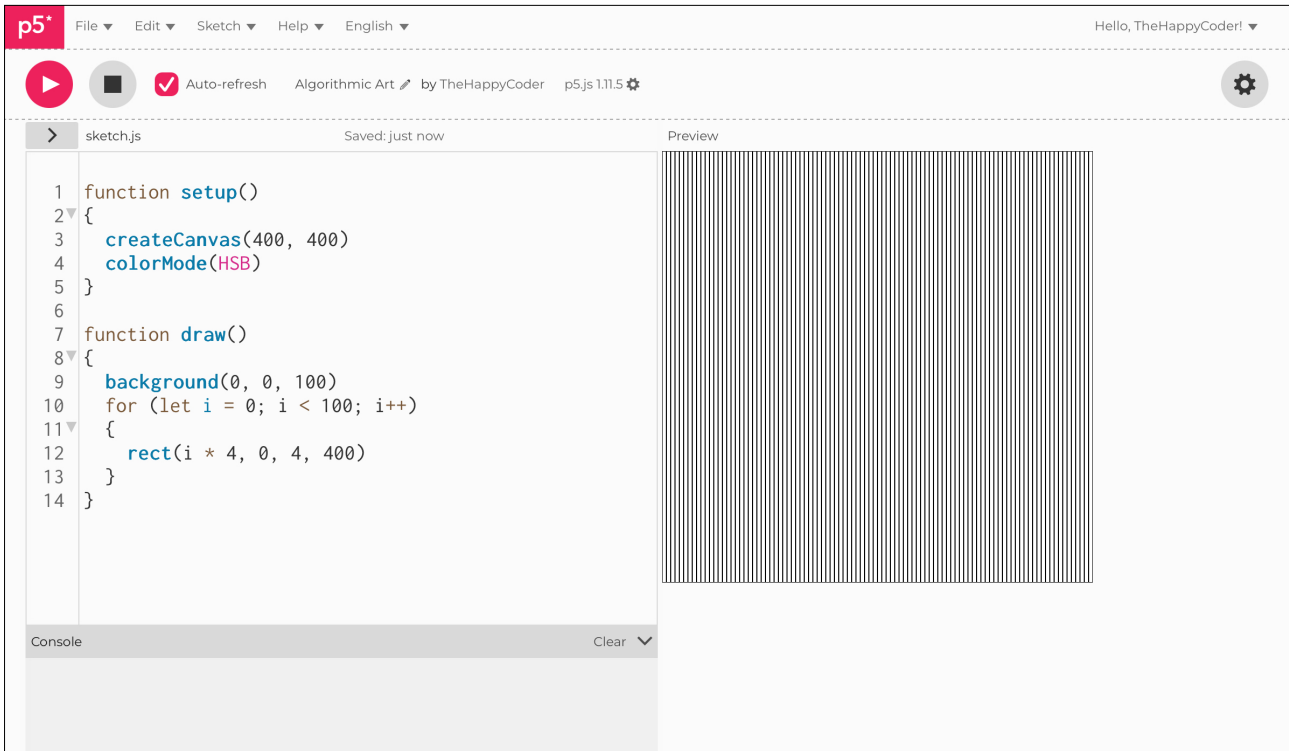 p5* File Edit Sketch Help English Hello, TheHappyCoder!
Auto-refresh Algorithmic Art by TheHappyCoder p5.js 1.11.5
sketch.js Saved: just now Preview
1 function setup()
2 {
3 createCanvas(400, 400)
4 colorMode(HSB)
5 }
6
7 function draw()
8 {
9 background(0, 0, 100)
10 for (let i = 0; i < 100; i++)
11 {
12 rect(i * 4, 0, 4, 400)
13 }
14 }
Console Clear